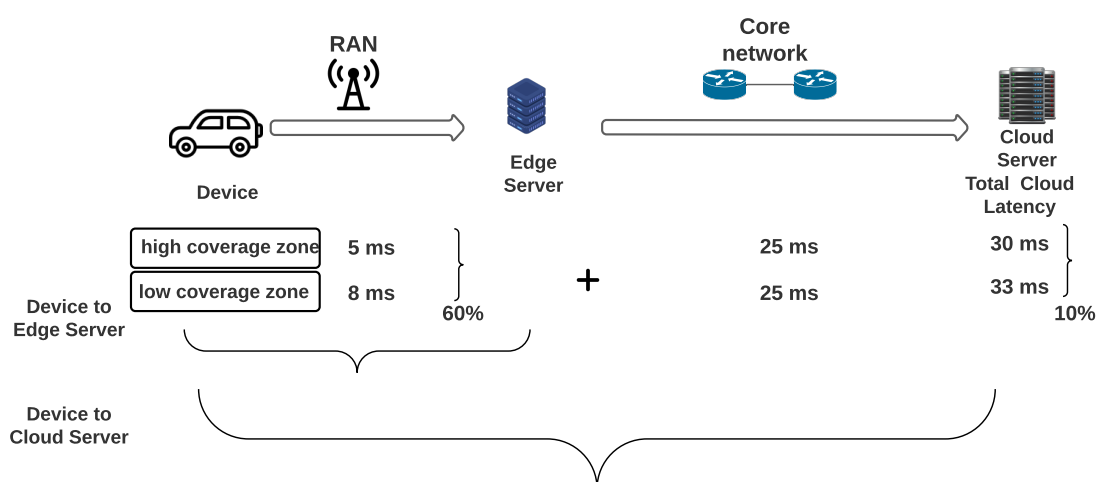 Core
network
RAN
Device
Edge
Server
Cloud
Server
Total Cloud
Latency
high coverage zone
5 ms
25 ms
30 ms
low coverage zone
8 ms
+
25 ms
33 ms
60%
10%
Device to
Edge Server
Device to
Cloud Server